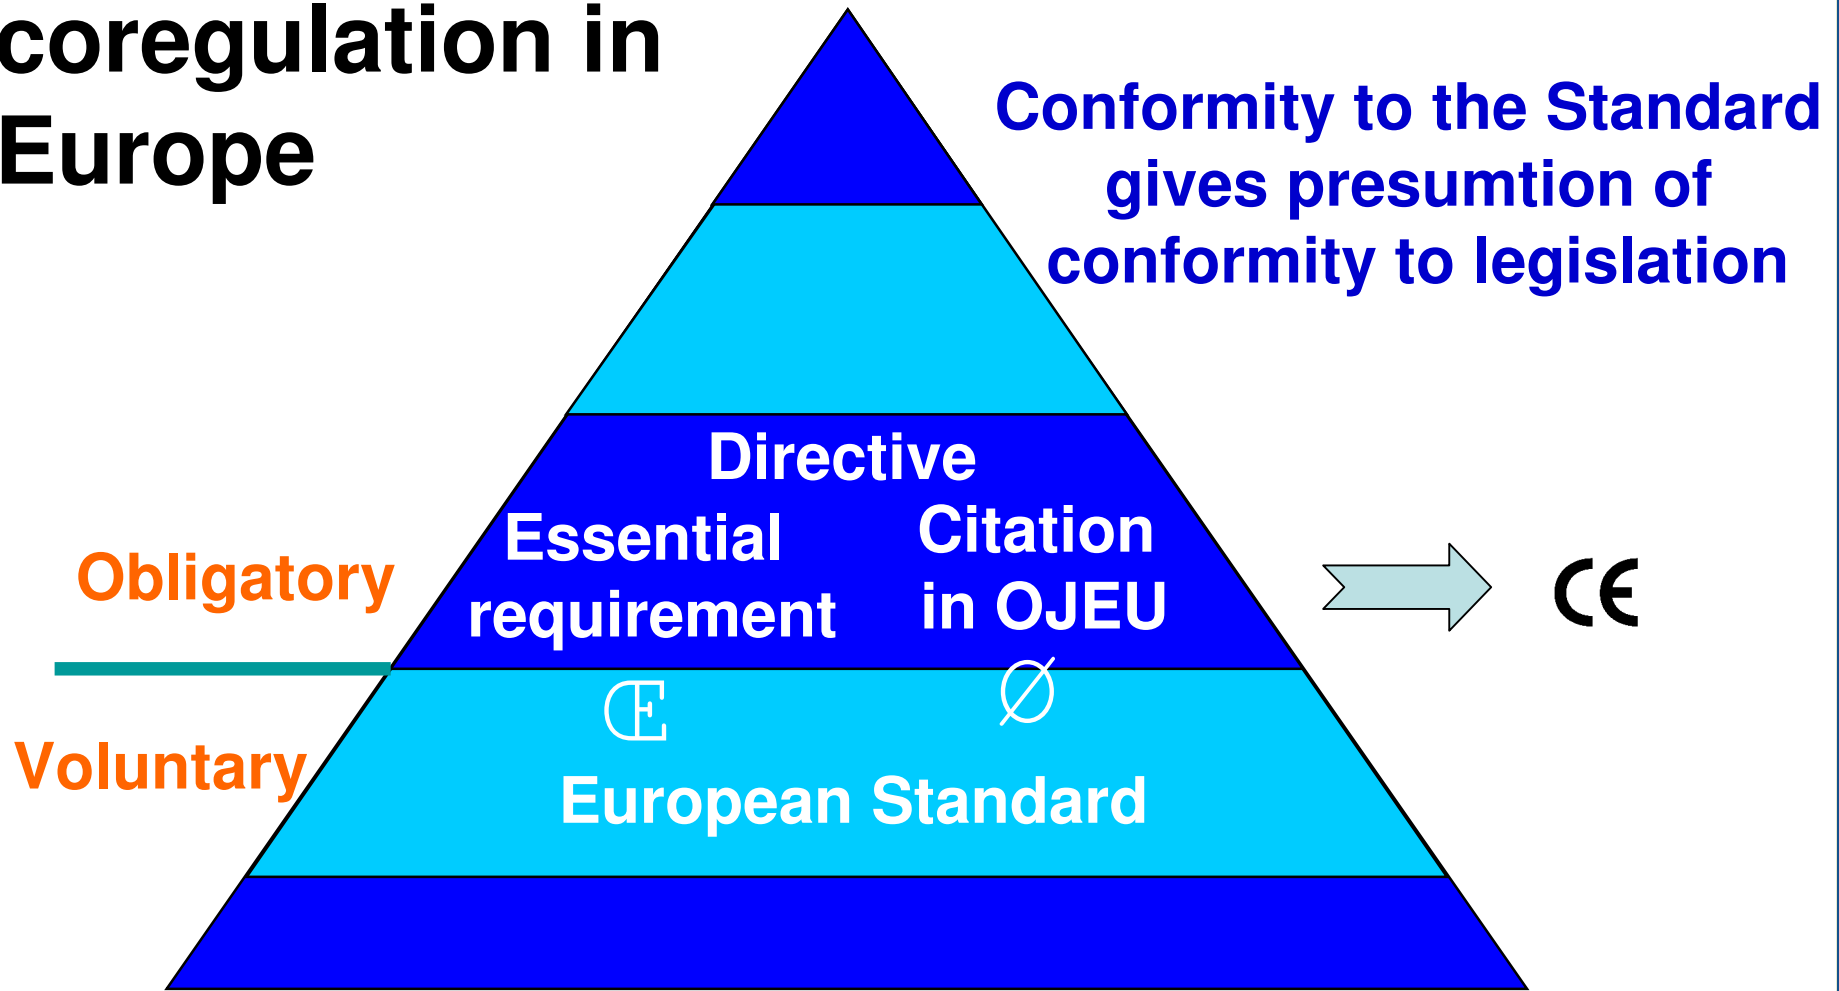 coregulation in
Europe
Conformity to the Standard
gives presumtion of
conformity to legislation
Directive
Essential
requirement
Citation
in OJEU
Obligatory
CE
Œ
Ø
Voluntary
European Standard